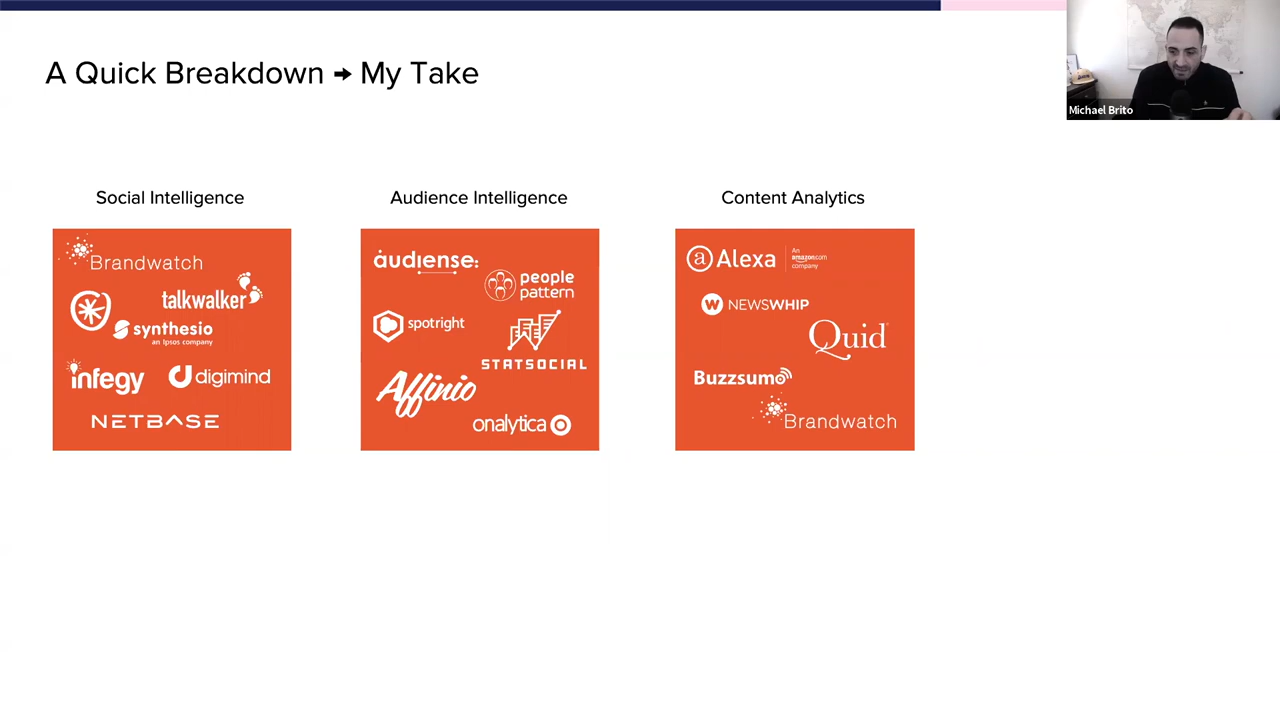 A Quick Breakdown → My Take
Michael Brito
Social Intelligence
Audience Intelligence
Content Analytics
Brandwatch
talkwalker
synthesio
an Ipsos company
infegy
digimind
NETBASE
audiense:
people
pattern
spotright
STATSOCIAL
Affinio
onalytica
a Alexa
An
amazon.com
company
W NEWSWHIP
Quid
Buzzsumo
Brandwatch